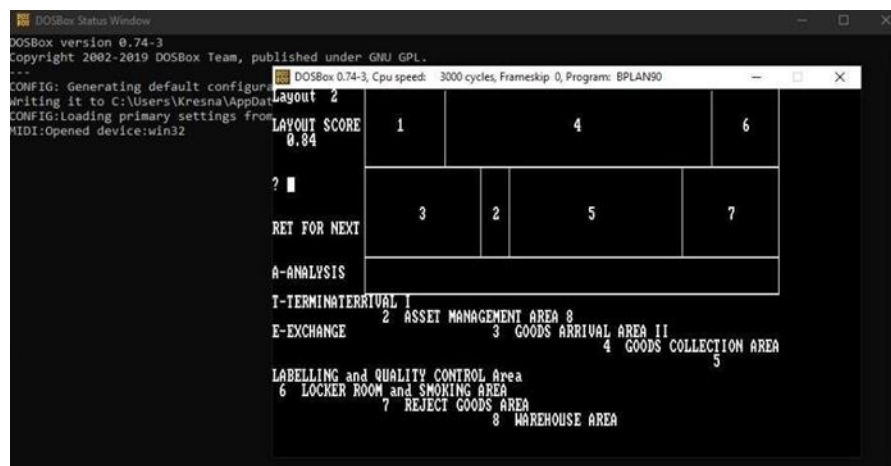 DOSBox Status Window
DOSBox version 0.74-3
Copyright 2002-2019 DOSBox Team, published under GNU GPL.
---
CONFIG: Generating default configura
Writing it to C:\Users\Kresna\AppDat
CONFIG:Loading primary settings from
MIDI:Opened device:win32
DOSBox 0.74-3, Cpu speed: 3000 cycles, Frameskip 0, Program: BPLAN90
Layout 2
LAYOUT SCORE 1 4 6
0.84
?
3 2 5 7
RET FOR NEXT
A-ANALYSIS
T-TERMINATERRIVAL I
2 ASSET MANAGEMENT AREA 8
E-EXCHANGE 3 GOODS ARRIVAL AREA II
4 GOODS COLLECTION AREA
5
LABELLING and QUALITY CONTROL Area
6 LOCKER ROOM and SMOKING AREA
7 REJECT GOODS AREA
8 WAREHOUSE AREA